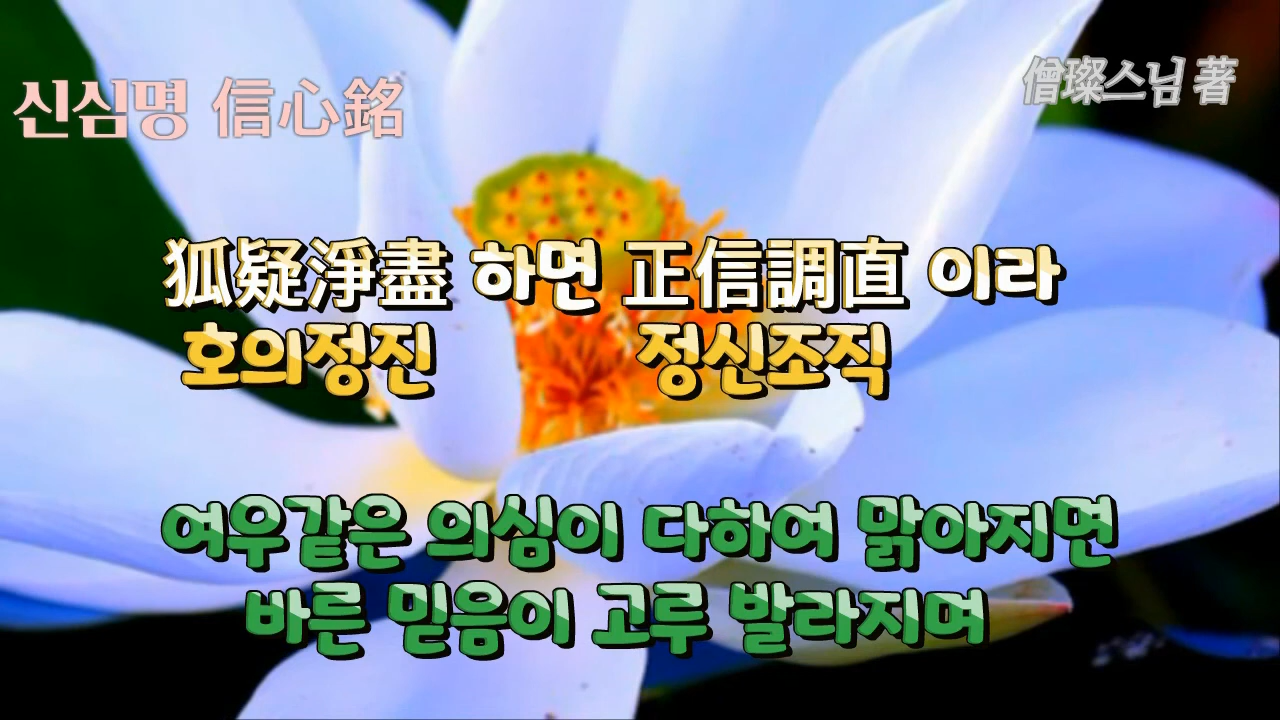 신심명 信心銘
僧璨스님 著
狐疑淨盡 하면 正信調直 이라
호의정진 정신조직
여우같은 의심이 다하여 맑아지면
바른 믿음이 고루 발라지며